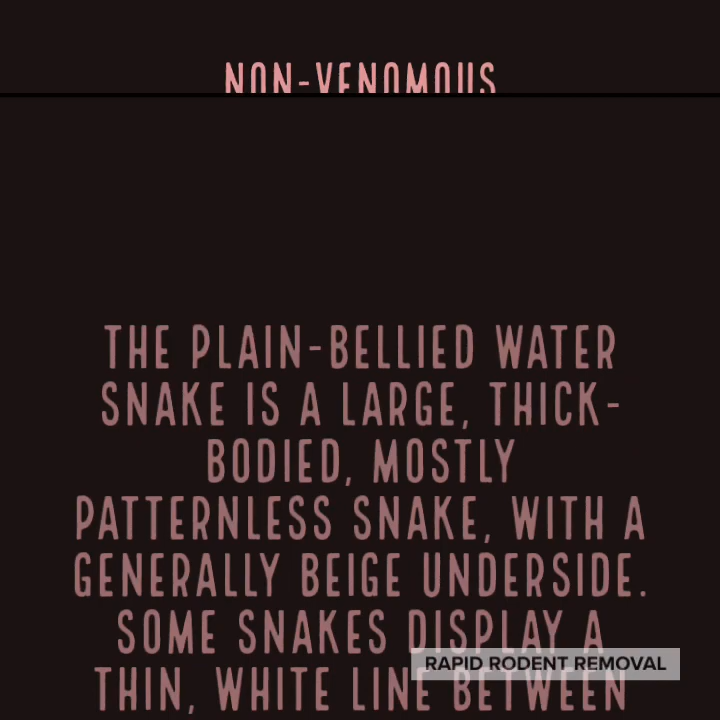 NON-VENOMOUS
THE PLAIN-BELLIED WATER
SNAKE IS A LARGE, THICK-
BODIED, MOSTLY
PATTERNLESS SNAKE, WITH A
GENERALLY BEIGE UNDERSIDE.
SOME SNAKES DISPLAY A
RAPID RODENT REMOVAL
THIN, WHITE LINE BETWEEN